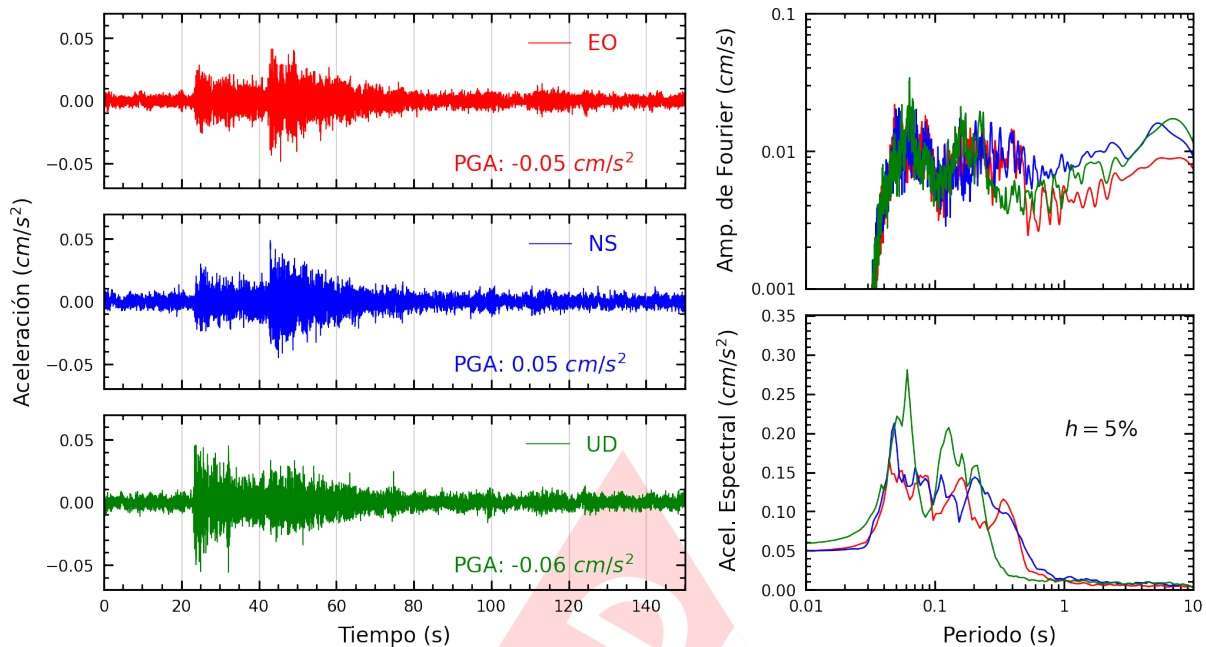 Aceleración (cm/s²)
0.05
0.00
−0.05
EO
PGA: -0.05 cm/s²
0.05
0.00
−0.05
NS
PGA: 0.05 cm/s²
0.05
0.00
−0.05
UD
PGA: -0.06 cm/s²
0 20 40 60 80 100 120 140
Tiempo (s)
Amp. de Fourier (cm/s)
0.1
0.01
0.001
Acel. Espectral (cm/s²)
0.35
0.30
0.25
0.20
0.15
0.10
0.05
0.00
h = 5%
0.01 0.1 1 10
Periodo (s)